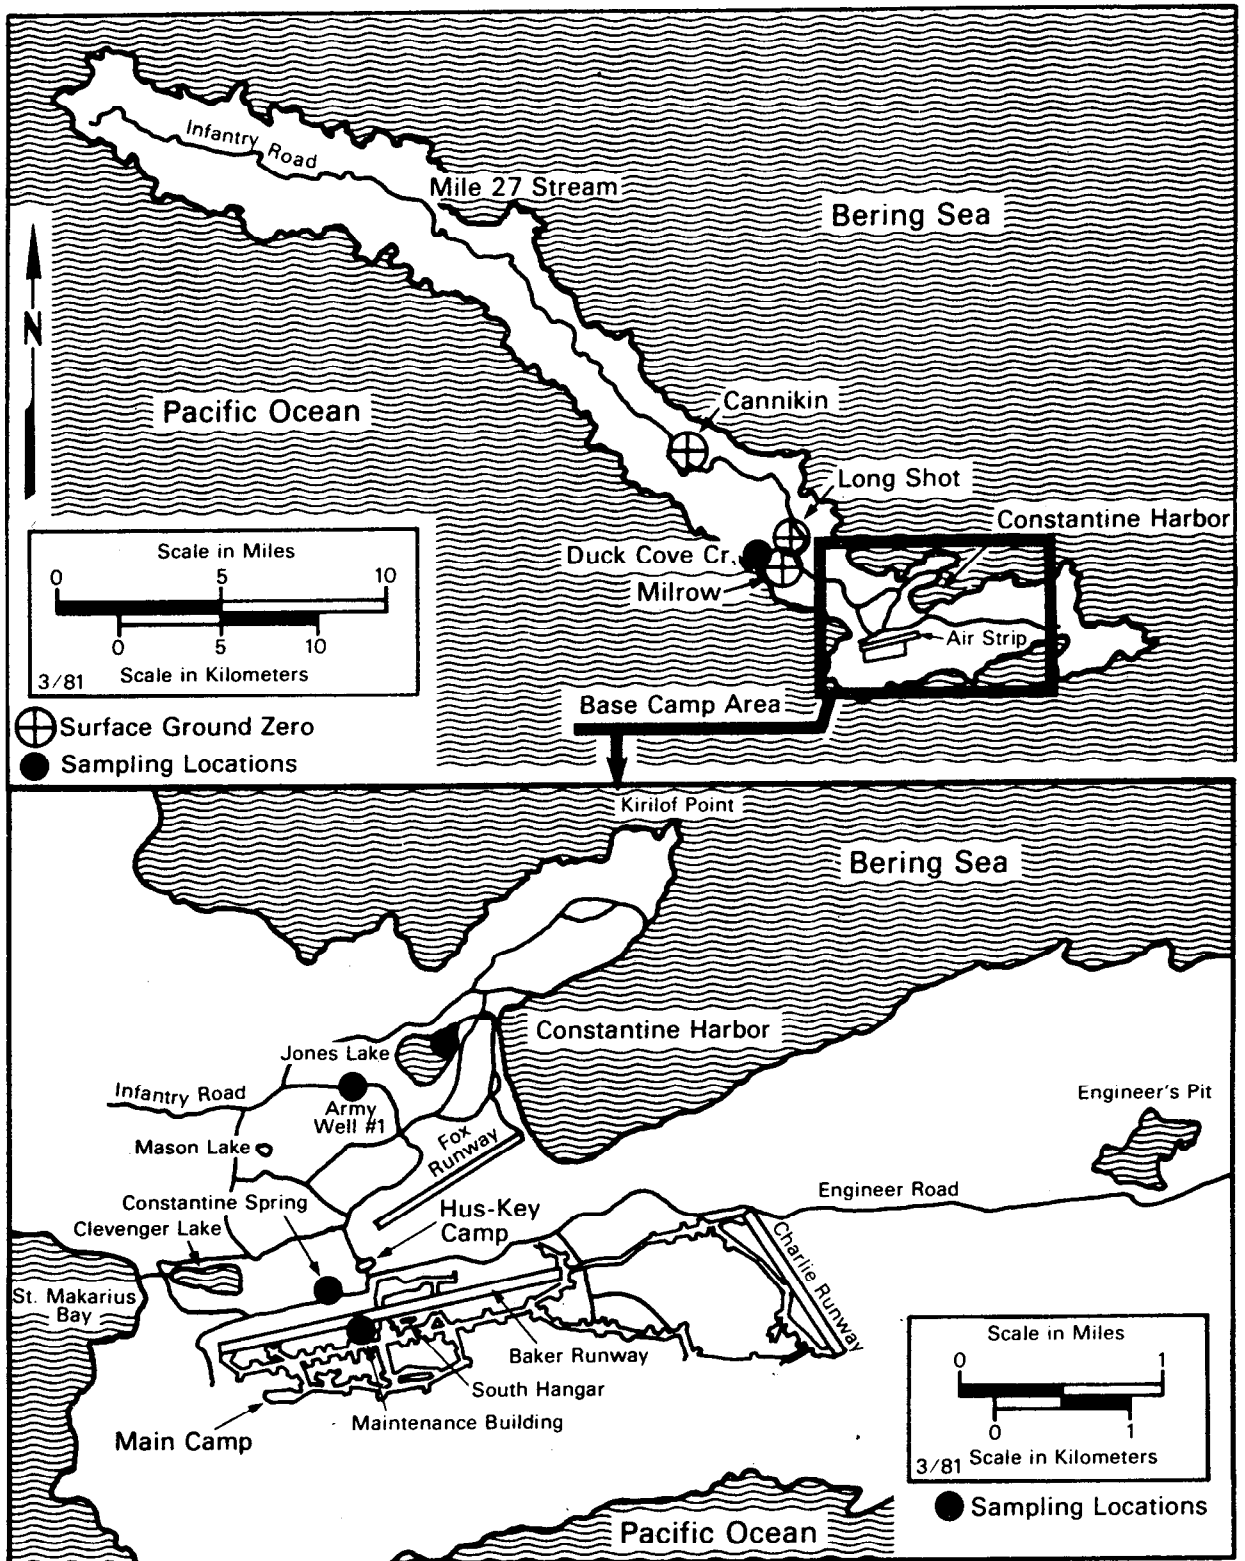 Infantry Road
Mile 27 Stream
Bering Sea
N
Pacific Ocean
Cannikin
Long Shot
Constantine Harbor
Duck Cove Cr.
Milrow
Air Strip
Base Camp Area
Scale in Miles
0 5 10
0 5 10
Scale in Kilometers
3/81
Surface Ground Zero
Sampling Locations
Kirilof Point
Bering Sea
Constantine Harbor
Jones Lake
Infantry Road
Army
Well #1
Engineer's Pit
Mason Lake
Fox
Runway
Constantine Spring
Clevenger Lake
Hus-Key
Camp
Engineer Road
Charlie Runway
St. Makarius
Bay
Baker Runway
South Hangar
Maintenance Building
Main Camp
Scale in Miles
0 1
0 1
3/81 Scale in Kilometers
Sampling Locations
Pacific Ocean